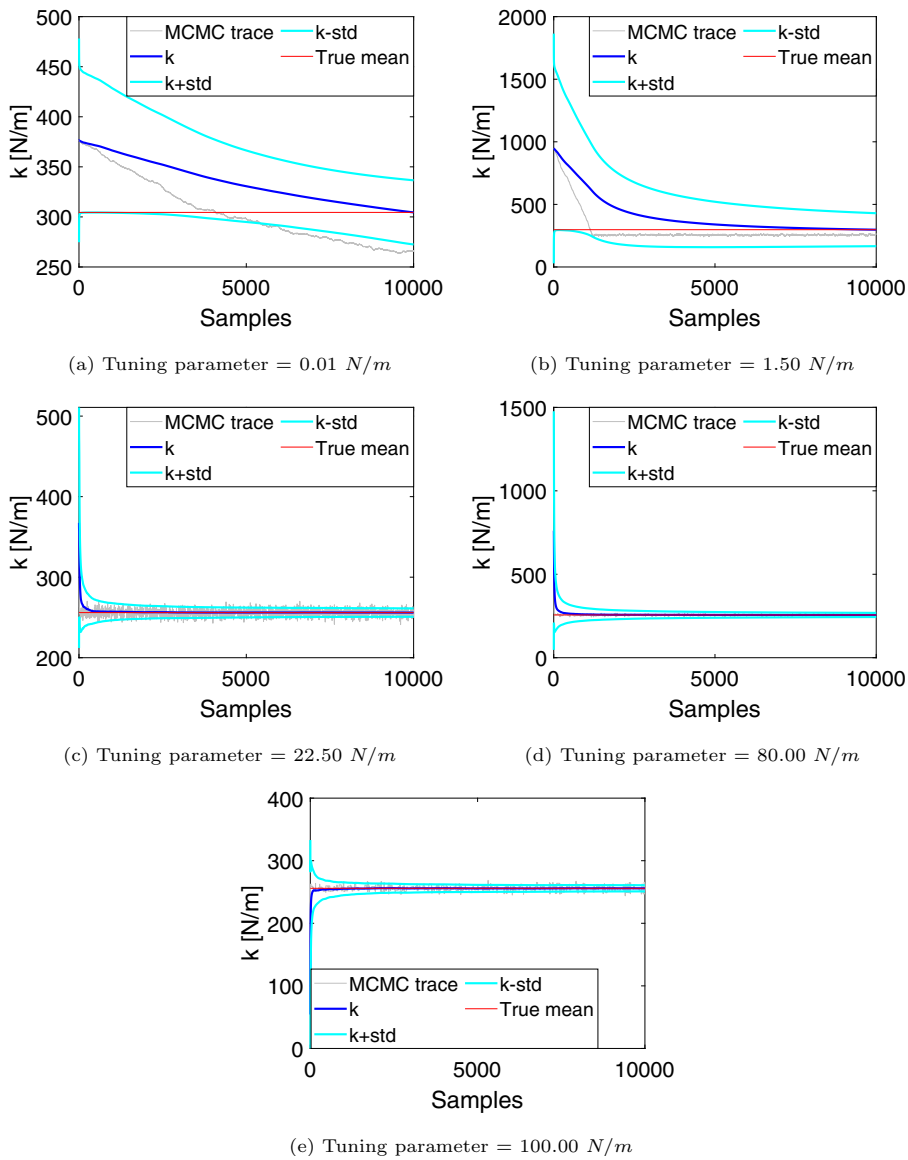 500
450
400
350
300
250
k [N/m]
MCMC trace
k
k+std
k-std
True mean
0
5000
10000
Samples
(a) Tuning parameter = 0.01 N/m
2000
1500
1000
500
0
k [N/m]
MCMC trace
k
k+std
k-std
True mean
0
5000
10000
Samples
(b) Tuning parameter = 1.50 N/m
500
400
300
200
k [N/m]
MCMC trace
k
k+std
k-std
True mean
0
5000
10000
Samples
(c) Tuning parameter = 22.50 N/m
1500
1000
500
0
k [N/m]
MCMC trace
k
k+std
k-std
True mean
0
5000
10000
Samples
(d) Tuning parameter = 80.00 N/m
400
300
200
100
0
k [N/m]
MCMC trace
k
k+std
k-std
True mean
0
5000
10000
Samples
(e) Tuning parameter = 100.00 N/m